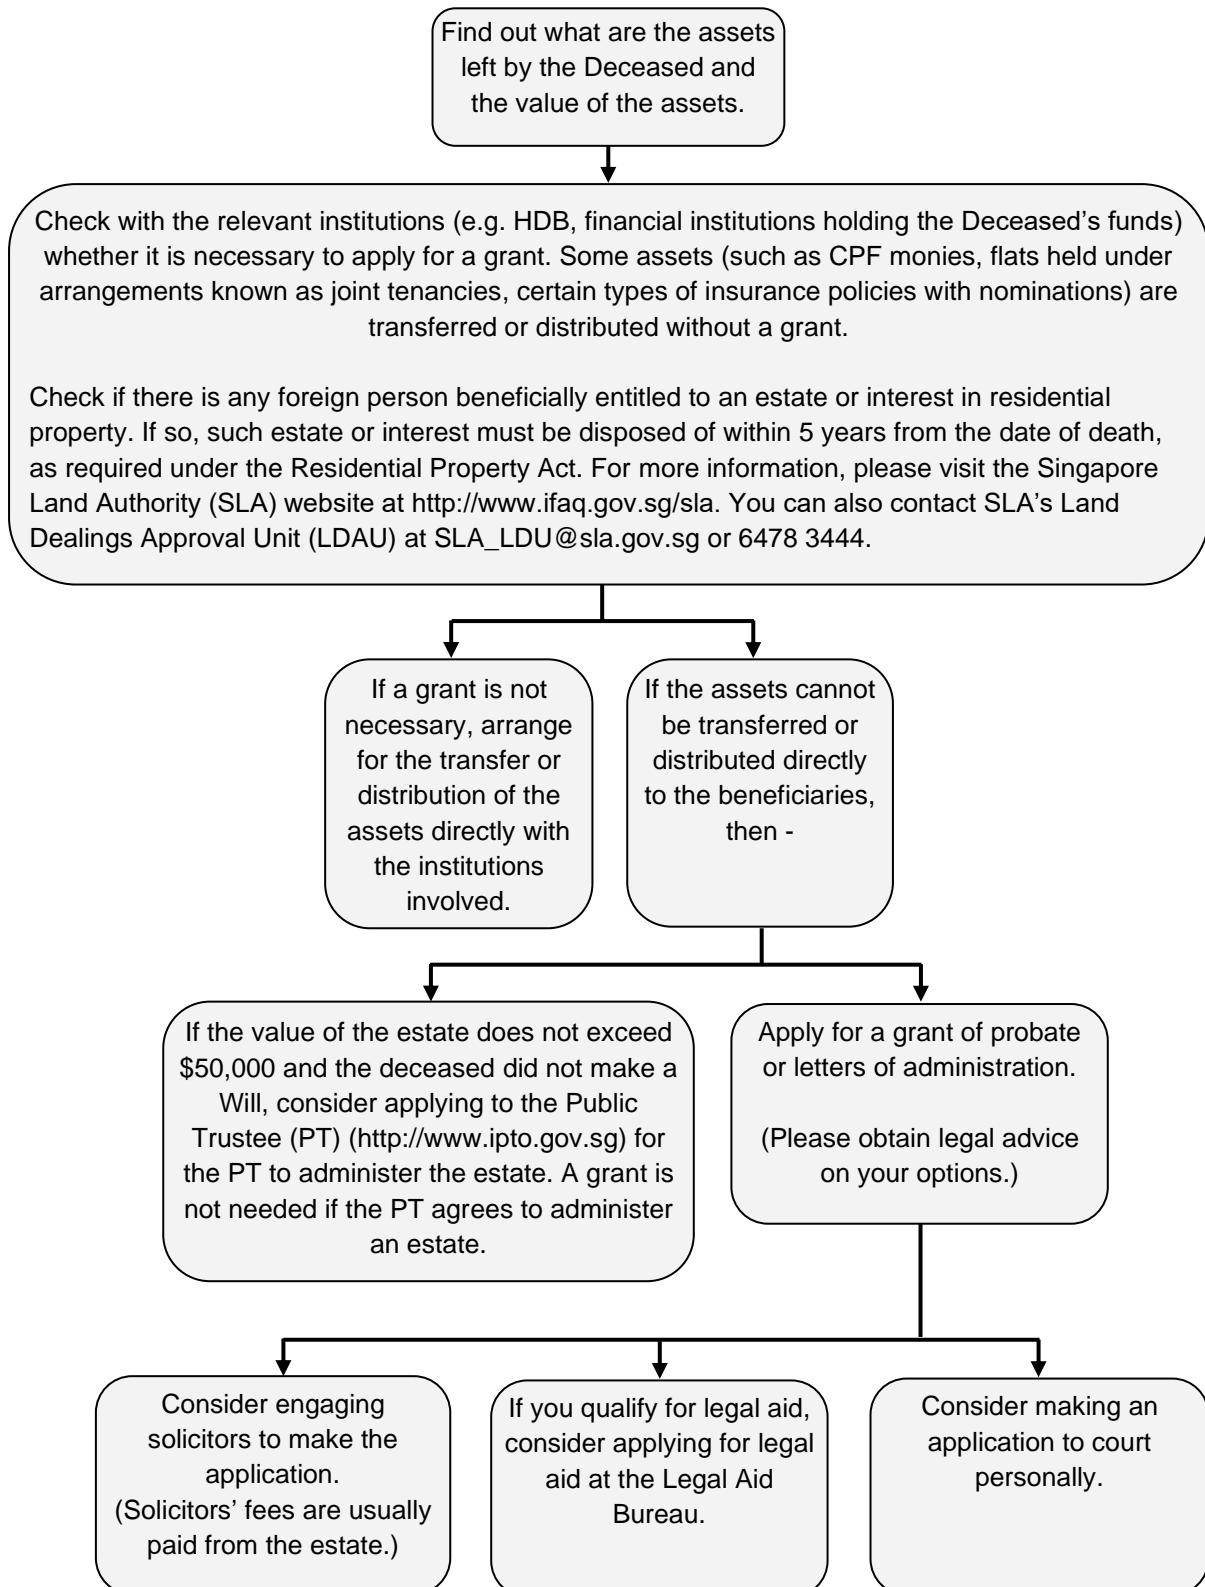 Find out what are the assets
left by the Deceased and
the value of the assets.
Check with the relevant institutions (e.g. HDB, financial institutions holding the Deceased's funds)
whether it is necessary to apply for a grant. Some assets (such as CPF monies, flats held under
arrangements known as joint tenancies, certain types of insurance policies with nominations) are
transferred or distributed without a grant.
Check if there is any foreign person beneficially entitled to an estate or interest in residential
property. If so, such estate or interest must be disposed of within 5 years from the date of death,
as required under the Residential Property Act. For more information, please visit the Singapore
Land Authority (SLA) website at http://www.ifaq.gov.sg/sla. You can also contact SLA's Land
Dealings Approval Unit (LDAU) at SLA_LDU@sla.gov.sg or 6478 3444.
If a grant is not
necessary, arrange
for the transfer or
distribution of the
assets directly with
the institutions
involved.
If the assets cannot
be transferred or
distributed directly
to the beneficiaries,
then -
If the value of the estate does not exceed
$50,000 and the deceased did not make a
Will, consider applying to the Public
Trustee (PT) (http://www.ipto.gov.sg) for
the PT to administer the estate. A grant is
not needed if the PT agrees to administer
an estate.
Apply for a grant of probate
or letters of administration.
(Please obtain legal advice
on your options.)
Consider engaging
solicitors to make the
application.
(Solicitors' fees are usually
paid from the estate.)
If you qualify for legal aid,
consider applying for legal
aid at the Legal Aid
Bureau.
Consider making an
application to court
personally.